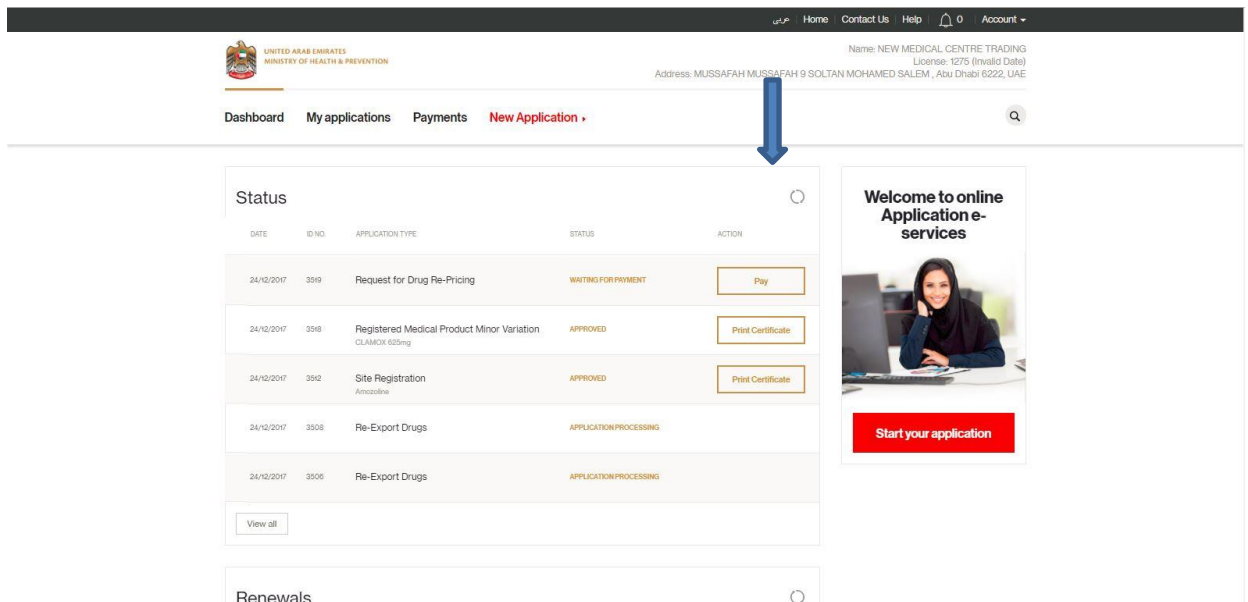 عربى Home Contact Us Help 0 Account
UNITED ARAB EMIRATES
MINISTRY OF HEALTH & PREVENTION
Name: NEW MEDICAL CENTRE TRADING
License: 1275 (Invalid Date)
Address: MUSSAFAH MUSSAFAH 9 SOLTAN MOHAMED SALEM , Abu Dhabi 6222, UAE
Dashboard My applications Payments New Application
Status
DATE ID NO. APPLICATION TYPE STATUS ACTION
24/12/2017 3519 Request for Drug Re-Pricing WAITING FOR PAYMENT Pay
24/12/2017 3518 Registered Medical Product Minor Variation APPROVED Print Certificate
CLAMOX 625mg
24/12/2017 3512 Site Registration APPROVED Print Certificate
Amozoline
24/12/2017 3508 Re-Export Drugs APPLICATION PROCESSING
24/12/2017 3506 Re-Export Drugs APPLICATION PROCESSING
View all
Welcome to online
Application e-
services
Start your application
Renewals